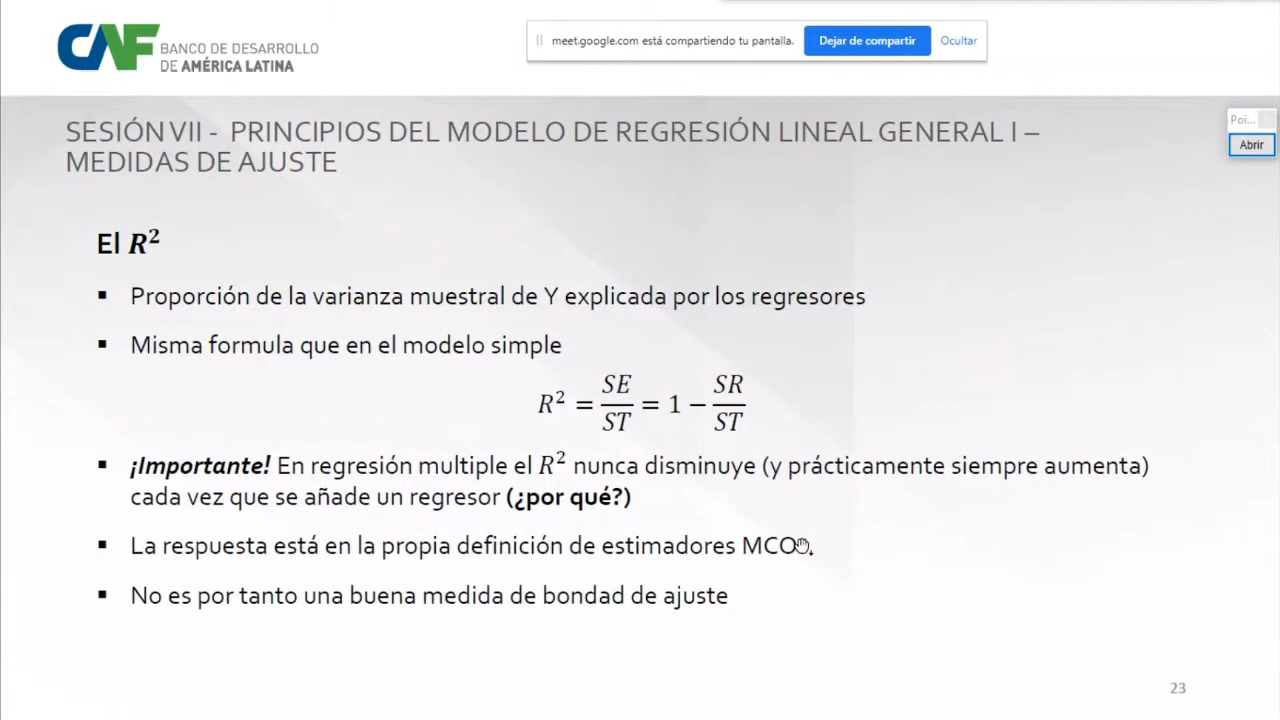 CAF BANCO DE DESARROLLO
DE AMÉRICA LATINA
meet.google.com está compartiendo tu pantalla. Dejar de compartir Ocultar
Poi...
Abrir
SESIÓN VII - PRINCIPIOS DEL MODELO DE REGRESIÓN LINEAL GENERAL I –
MEDIDAS DE AJUSTE
El R²
▪ Proporción de la varianza muestral de Y explicada por los regresores
▪ Misma formula que en el modelo simple
R² = SE/ST = 1 − SR/ST
▪ ¡Importante! En regresión multiple el R² nunca disminuye (y prácticamente siempre aumenta)
cada vez que se añade un regresor (¿por qué?)
▪ La respuesta está en la propia definición de estimadores MCO
▪ No es por tanto una buena medida de bondad de ajuste
23